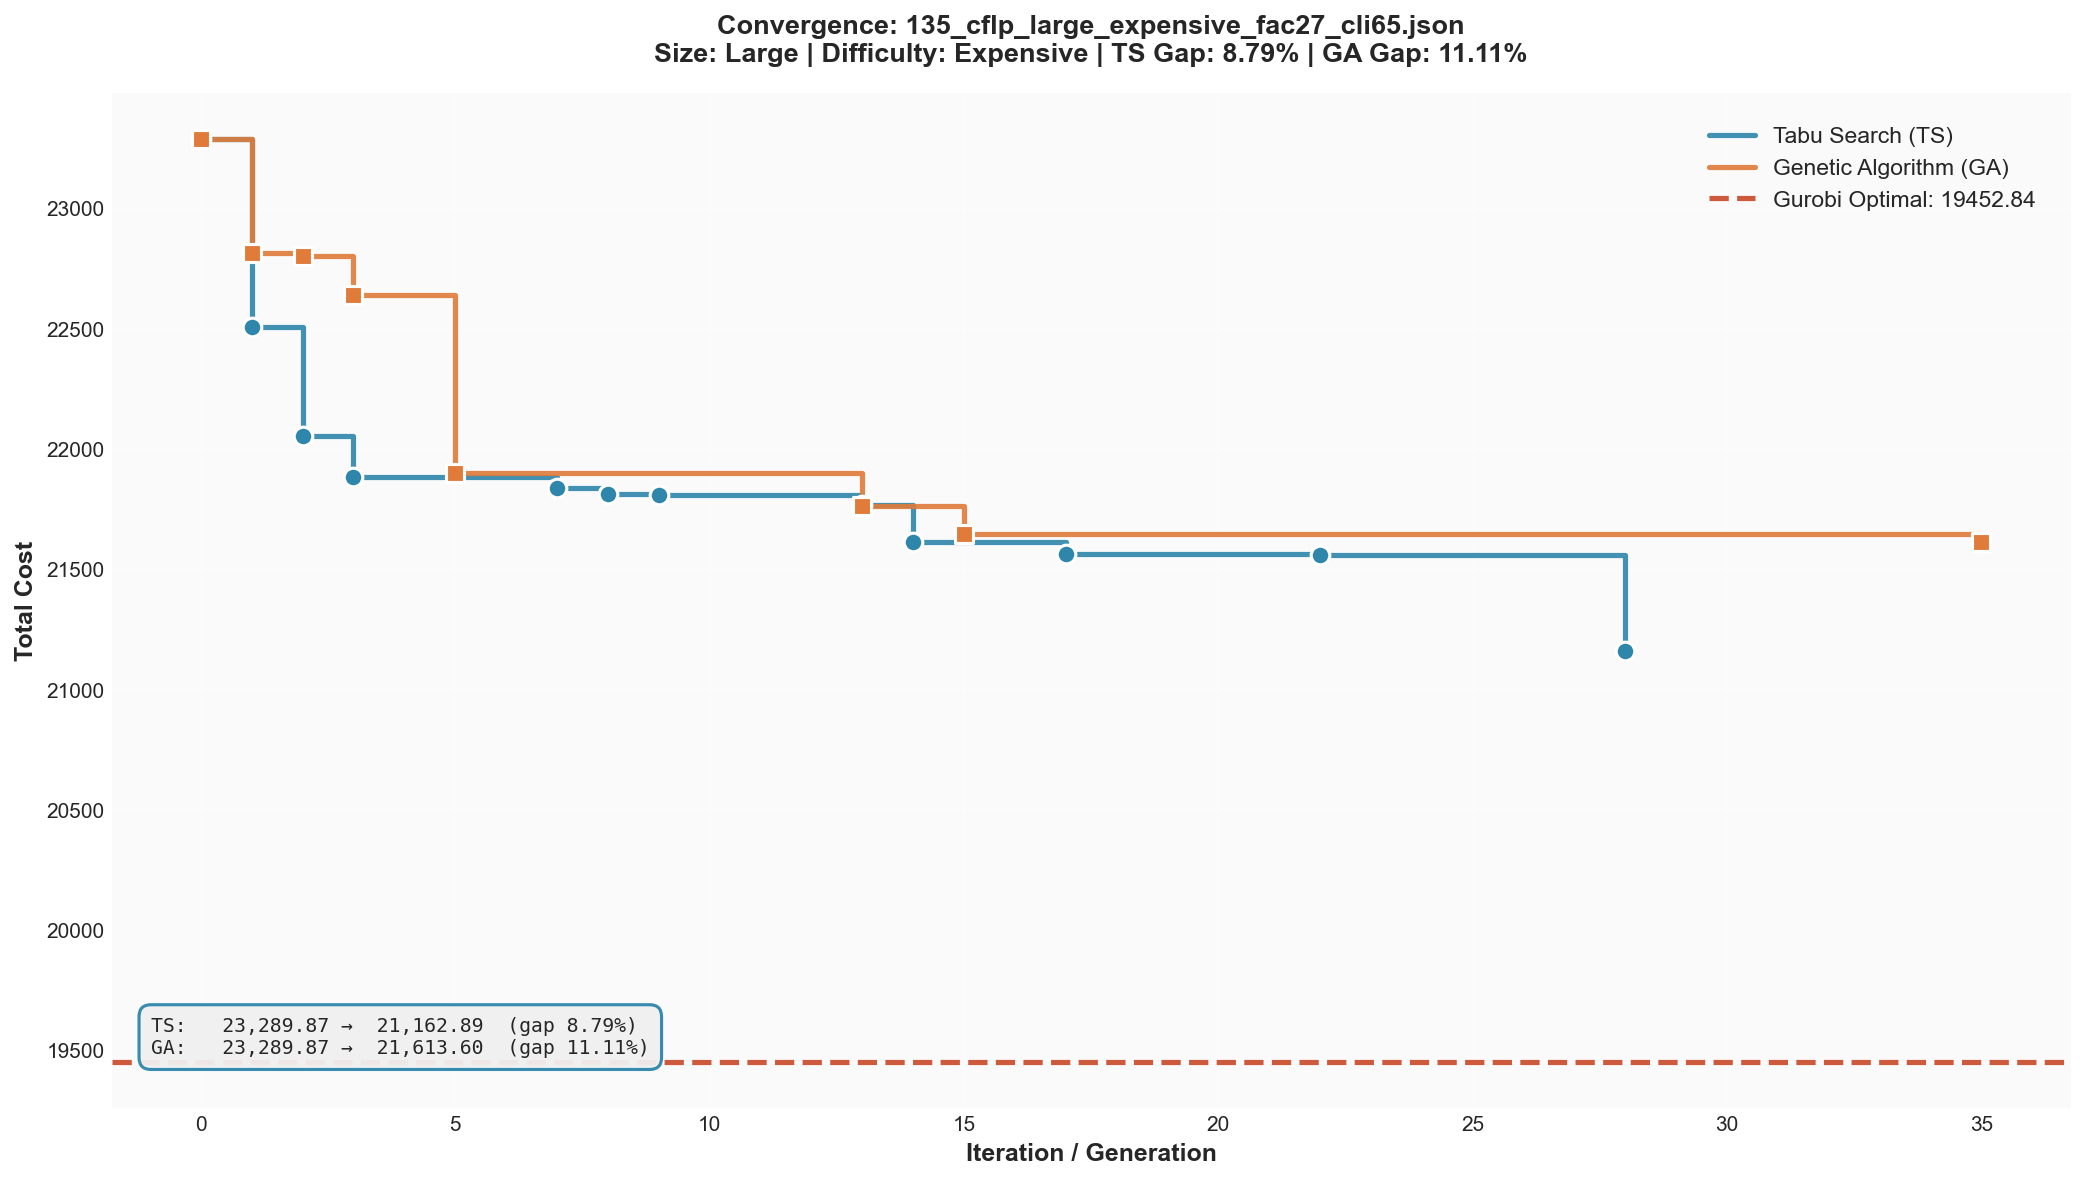 Convergence: 135_cflp_large_expensive_fac27_cli65.json
Size: Large | Difficulty: Expensive | TS Gap: 8.79% | GA Gap: 11.11%
Tabu Search (TS)
Genetic Algorithm (GA)
Gurobi Optimal: 19452.84
Total Cost
23000
22500
22000
21500
21000
20500
20000
19500
TS:   23,289.87 →  21,162.89  (gap 8.79%)
GA:   23,289.87 →  21,613.60  (gap 11.11%)
0 5 10 15 20 25 30 35
Iteration / Generation